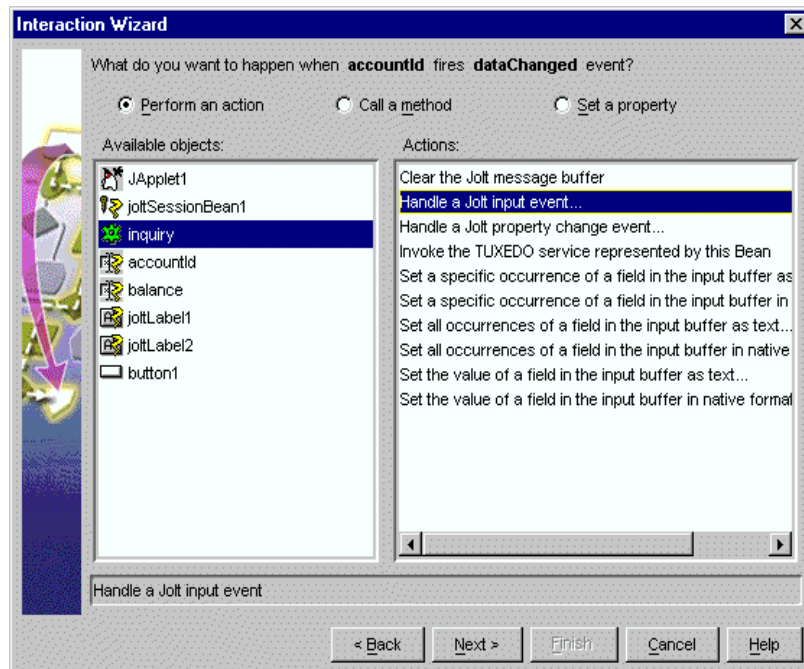 Interaction Wizard
What do you want to happen when accountId fires dataChanged event?
Perform an action Call a method Set a property
Available objects: Actions:
JApplet1
joltSessionBean1
inquiry
accountId
balance
joltLabel1
joltLabel2
button1
Clear the Jolt message buffer
Handle a Jolt input event...
Handle a Jolt property change event...
Invoke the TUXEDO service represented by this Bean
Set a specific occurrence of a field in the input buffer as
Set a specific occurrence of a field in the input buffer in
Set all occurrences of a field in the input buffer as text...
Set all occurrences of a field in the input buffer in native
Set the value of a field in the input buffer as text...
Set the value of a field in the input buffer in native format
Handle a Jolt input event
< Back Next > Finish Cancel Help